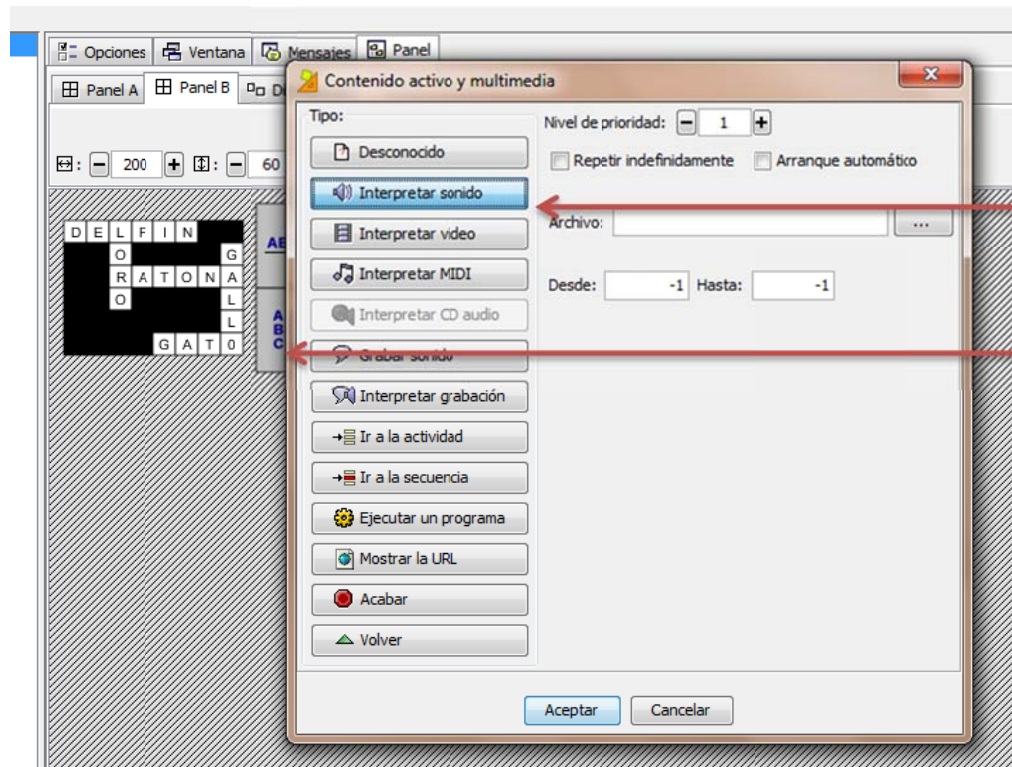 Opciones Ventana Mensajes Panel
Panel A Panel B D
: - 200 + : - 60
Contenido activo y multimedia
Tipo:
Desconocido
Interpretar sonido
Interpretar video
Interpretar MIDI
Interpretar CD audio
Grabar sonido
Interpretar grabación
Ir a la actividad
Ir a la secuencia
Ejecutar un programa
Mostrar la URL
Acabar
Volver
Nivel de prioridad: - 1 +
Repetir indefinidamente Arranque automático
Archivo: ...
Desde: -1 Hasta: -1
Aceptar Cancelar
D E L F I N
O G
R A T O N A
O L
L
G A T O
AB
A
B
C